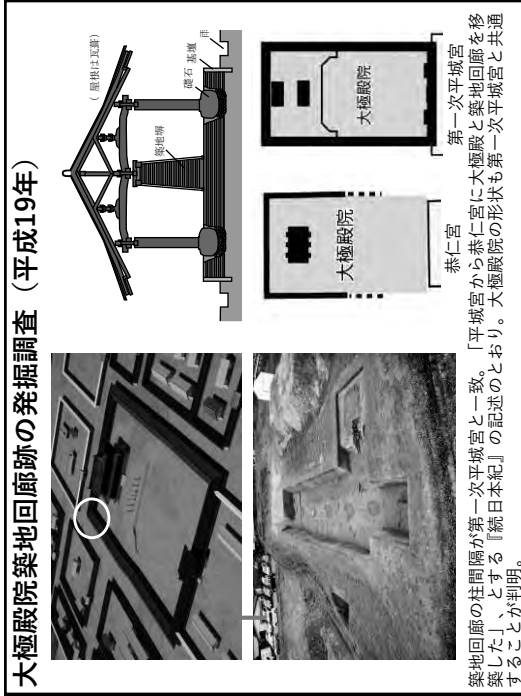 大極殿院築地回廊跡の発掘調査（平成19年）
（屋根は瓦葺）
築地塀
礎石
基壇
雨
大極殿院
恭仁宮
大極殿院
第一次平城宮
築地回廊の柱間隔が第一次平城宮と一致。「平城宮から恭仁宮に大極殿と築地回廊を移
築した」、とする『続日本紀』の記述のとおり。大極殿院の形状も第一次平城宮と共通
することが判明。